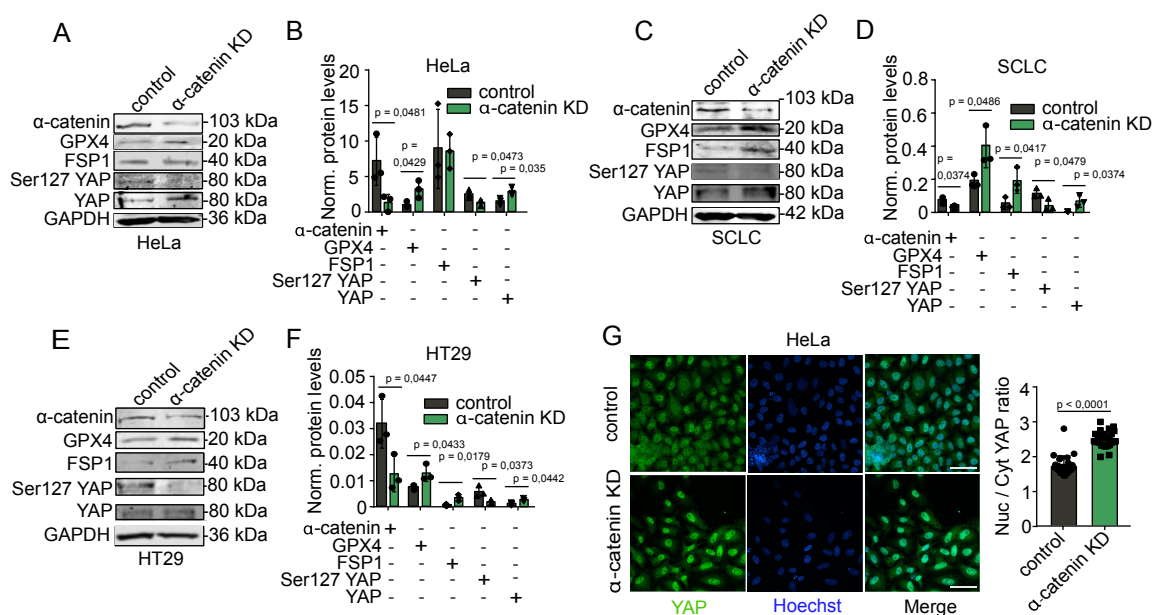 A
control
α-catenin KD
α-catenin
103 kDa
GPX4
20 kDa
FSP1
40 kDa
Ser127 YAP
80 kDa
YAP
80 kDa
GAPDH
36 kDa
HeLa
B
HeLa
Norm. protein levels
20
15
10
5
0
control
α-catenin KD
p = 0,0481
p =
0,0429
p = 0,0473
p = 0,035
α-catenin + - - - -
GPX4 - + - - -
FSP1 - - + - -
Ser127 YAP - - - + -
YAP - - - - +
C
control
α-catenin KD
α-catenin
103 kDa
GPX4
20 kDa
FSP1
40 kDa
Ser127 YAP
80 kDa
YAP
80 kDa
GAPDH
42 kDa
SCLC
D
SCLC
Norm. protein levels
0.8
0.6
0.4
0.2
0.0
control
α-catenin KD
p = 0,0486
p =
0,0374
p = 0,0417
p = 0,0479
p = 0,0374
α-catenin + - - - -
GPX4 - + - - -
FSP1 - - + - -
Ser127 YAP - - - + -
YAP - - - - +
E
control
α-catenin KD
α-catenin
103 kDa
GPX4
20 kDa
FSP1
40 kDa
Ser127 YAP
80 kDa
YAP
80 kDa
GAPDH
36 kDa
HT29
F
HT29
Norm. protein levels
0.05
0.04
0.03
0.02
0.01
0.00
control
α-catenin KD
p = 0,0447
p = 0,0433
p = 0,0179
p = 0,0373
p = 0,0442
α-catenin + - - - -
GPX4 - + - - -
FSP1 - - + - -
Ser127 YAP - - - + -
YAP - - - - +
G
HeLa
control
α-catenin KD
YAP
Hoechst
Merge
Nuc / Cyt YAP ratio
4
3
2
1
0
p < 0,0001
control
α-catenin KD